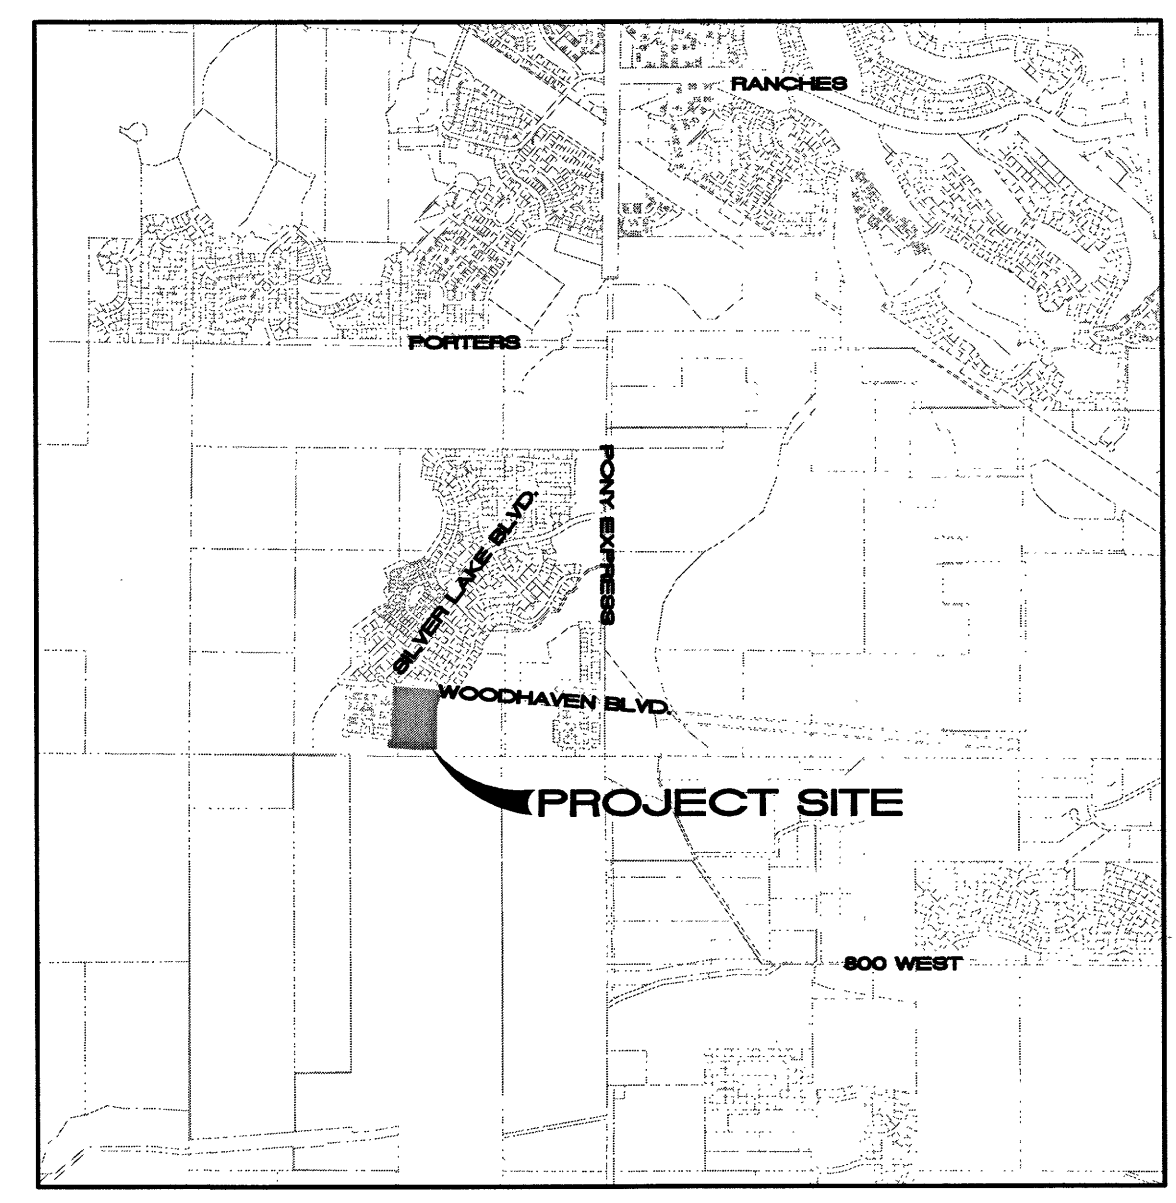 RANCHES
PORTERS
PONY EXPRESS
SILVER LAKE BLVD.
WOODHAVEN BLVD.
PROJECT SITE
800 WEST